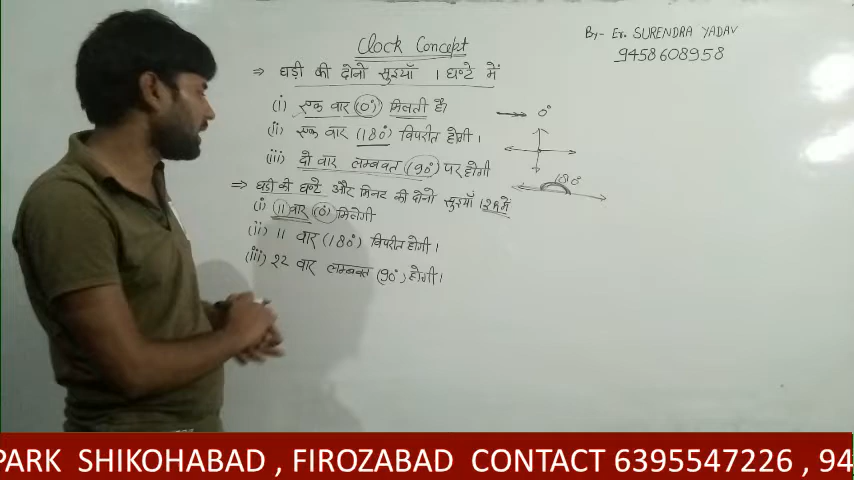 By- Er. SURENDRA YADAV
9458608958
Clock Concept
⇒ घड़ी की दोनो सुइयाँ 1 घण्टे में
(i) एक वार (0°) मिलती है।
(ii) एक वार (180°) विपरीत होगी।
(iii) दो वार लम्बवत (90°) पर होगी
0°
180°
⇒ घडी की घण्टे और मिनट की दोनो सुइयाँ 12h में
(i) 11 वार (0°) मिलेगी
(ii) 11 वार (180°) विपरीत होगी।
(iii) 22 वार लम्बवत (90°) होगी।
PARK SHIKOHABAD , FIROZABAD CONTACT 6395547226 , 94